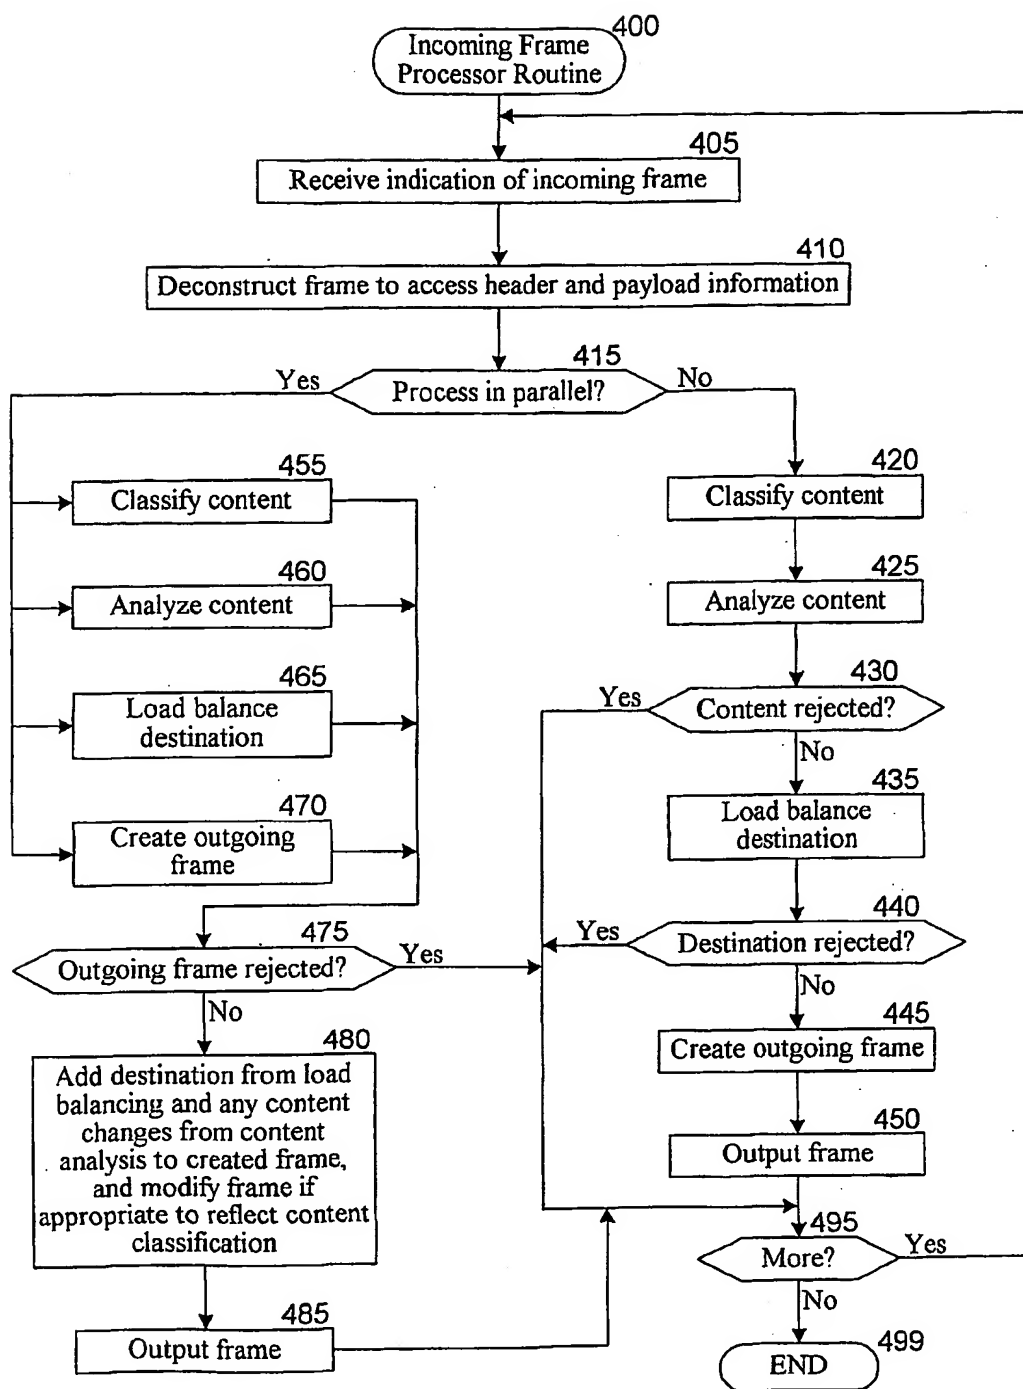 400
Incoming Frame
Processor Routine
405
Receive indication of incoming frame
410
Deconstruct frame to access header and payload information
415
Yes
Process in parallel?
No
455
Classify content
460
Analyze content
465
Load balance
destination
470
Create outgoing
frame
475
Outgoing frame rejected?
Yes
No
480
Add destination from load
balancing and any content
changes from content
analysis to created frame,
and modify frame if
appropriate to reflect content
classification
485
Output frame
420
Classify content
425
Analyze content
430
Yes
Content rejected?
No
435
Load balance
destination
440
Yes
Destination rejected?
No
445
Create outgoing frame
450
Output frame
495
More?
Yes
No
499
END